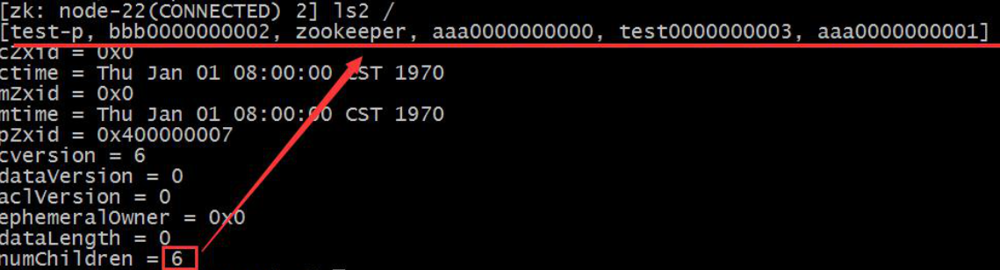 [zk: node-22(CONNECTED) 2] ls2 /
[test-p, bbb0000000002, zookeeper, aaa0000000000, test0000000003, aaa0000000001]
cZxid = 0x0
ctime = Thu Jan 01 08:00:00 CST 1970
mZxid = 0x0
mtime = Thu Jan 01 08:00:00 CST 1970
pZxid = 0x400000007
cversion = 6
dataVersion = 0
aclVersion = 0
ephemeralOwner = 0x0
dataLength = 0
numChildren = 6